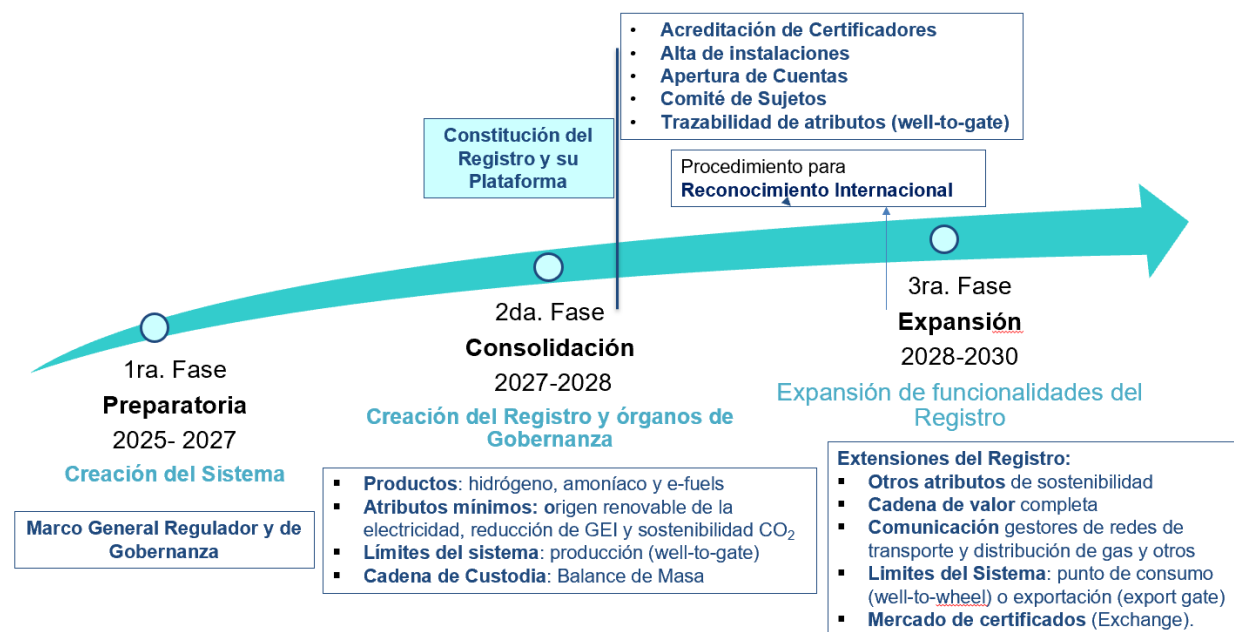 • Acreditación de Certificadores
• Alta de instalaciones
• Apertura de Cuentas
• Comité de Sujetos
• Trazabilidad de atributos (well-to-gate)
Constitución del
Registro y su
Plataforma
Procedimiento para
Reconocimiento Internacional
1ra. Fase
Preparatoria
2025- 2027
Creación del Sistema
Marco General Regulador y de
Gobernanza
2da. Fase
Consolidación
2027-2028
Creación del Registro y órganos de
Gobernanza
▪ Productos: hidrógeno, amoníaco y e-fuels
▪ Atributos mínimos: origen renovable de la
electricidad, reducción de GEI y sostenibilidad CO₂
▪ Límites del sistema: producción (well-to-gate)
▪ Cadena de Custodia: Balance de Masa
3ra. Fase
Expansión
2028-2030
Expansión de funcionalidades del
Registro
Extensiones del Registro:
▪ Otros atributos de sostenibilidad
▪ Cadena de valor completa
▪ Comunicación gestores de redes de
transporte y distribución de gas y otros
▪ Limites del Sistema: punto de consumo
(well-to-wheel) o exportación (export gate)
▪ Mercado de certificados (Exchange).